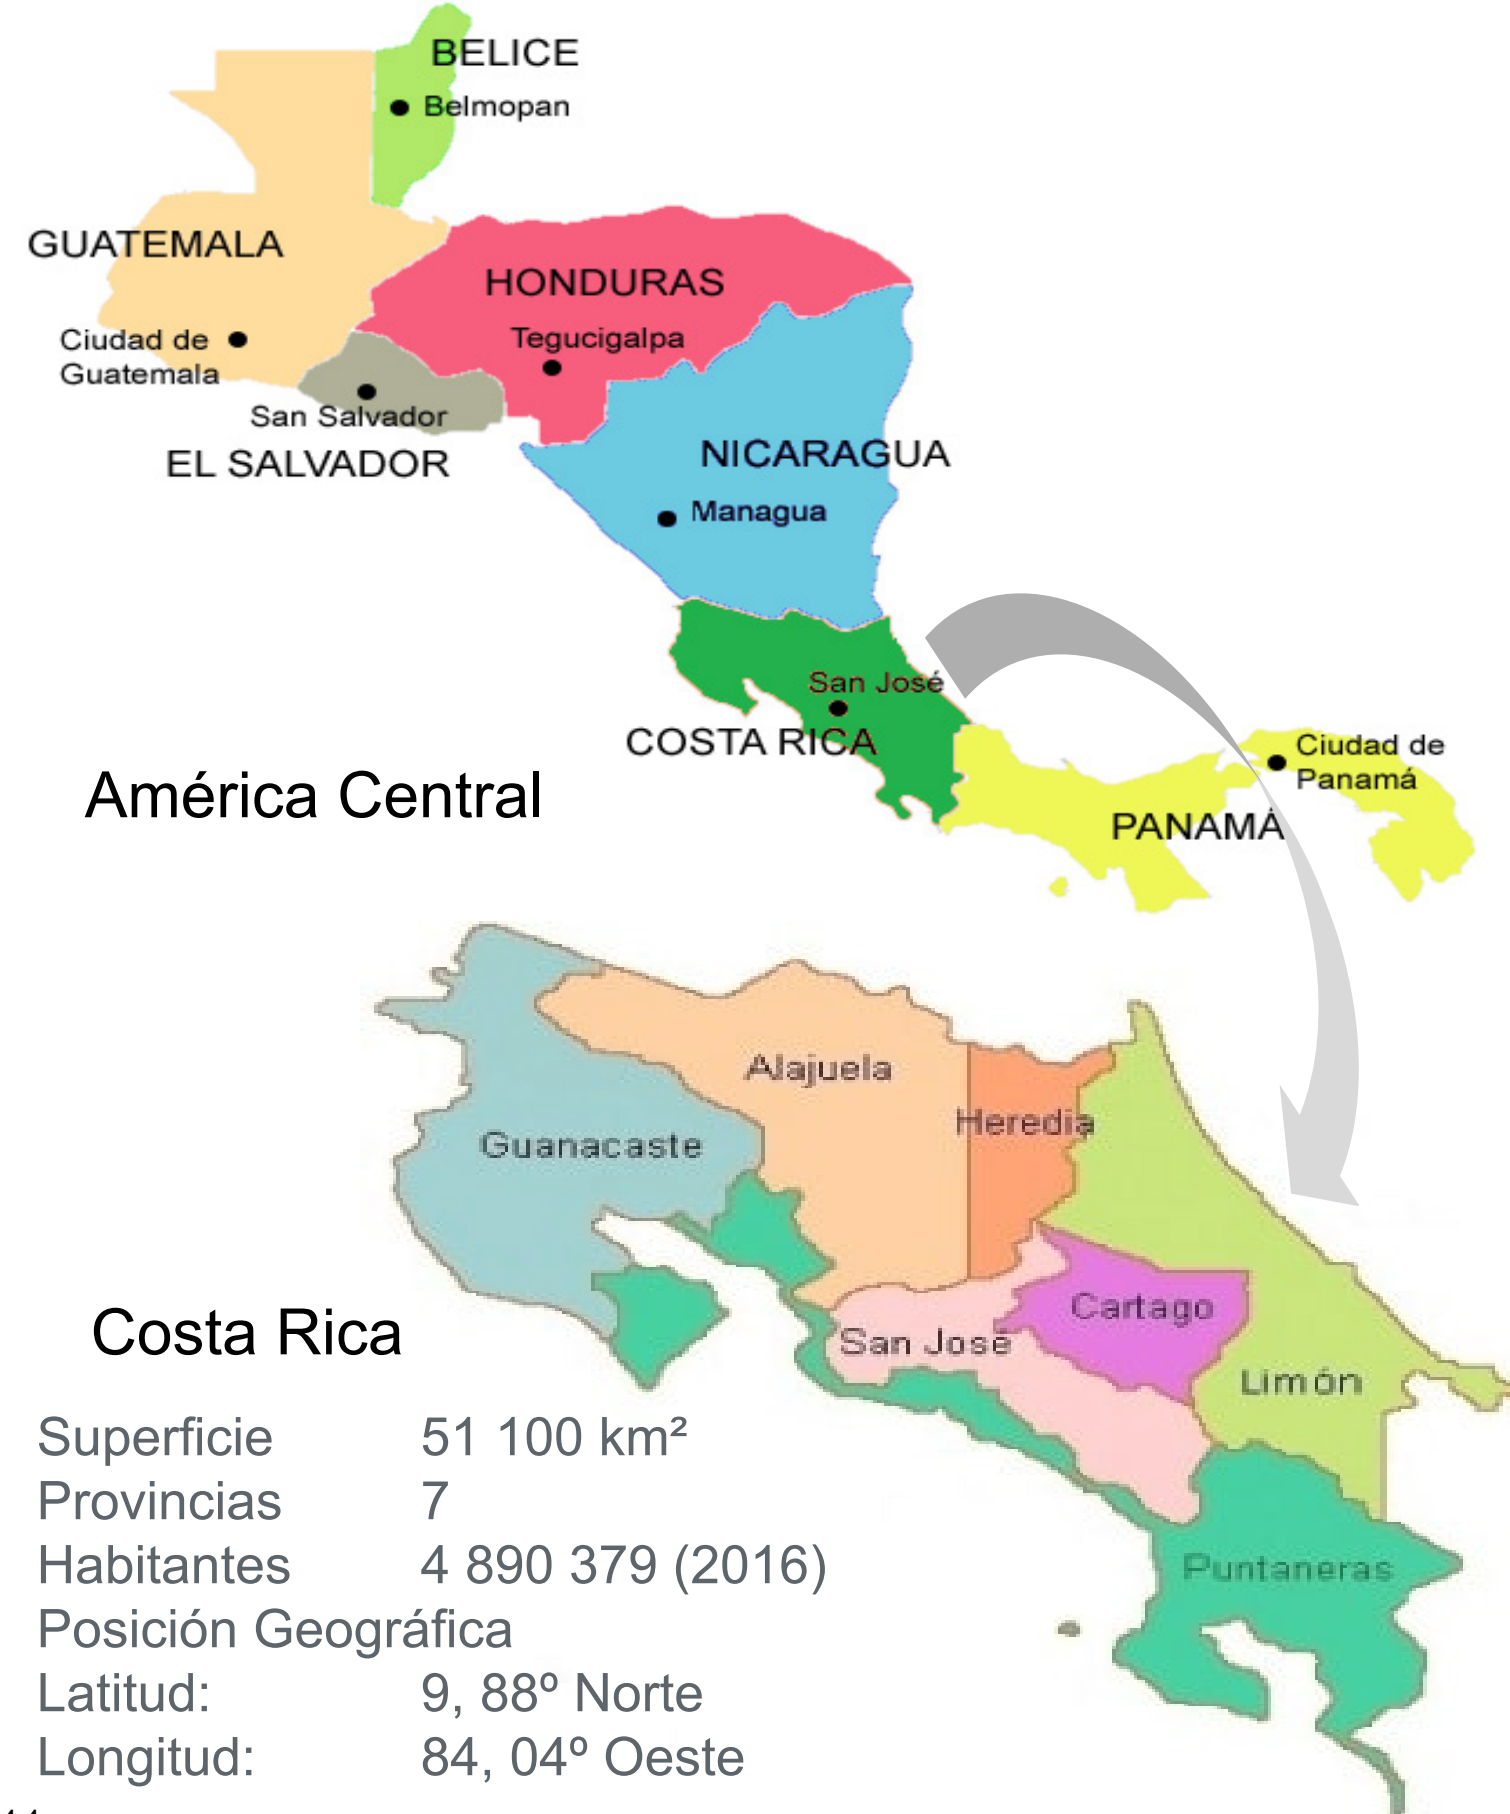 BELICE
Belmopan
GUATEMALA
HONDURAS
Ciudad de
Guatemala
Tegucigalpa
San Salvador
EL SALVADOR
NICARAGUA
Managua
San José
COSTA RICA
Ciudad de
Panamá
PANAMÁ
América Central
Alajuela
Heredia
Guanacaste
Cartago
San José
Limón
Puntaneras
Costa Rica
Superficie 51 100 km²
Provincias 7
Habitantes 4 890 379 (2016)
Posición Geográfica
Latitud: 9, 88º Norte
Longitud: 84, 04º Oeste